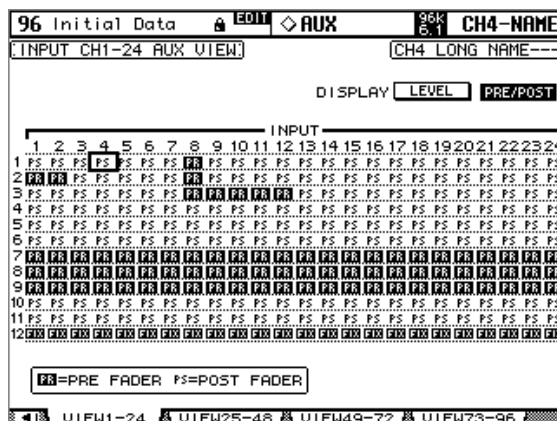 96 Initial Data EDIT AUX 96k 6.1 CH4-NAME
INPUT CH1-24 AUX VIEW CH4 LONG NAME---
DISPLAY LEVEL PRE/POST
INPUT
1 2 3 4 5 6 7 8 9 10 11 12 13 14 15 16 17 18 19 20 21 22 23 24
1 PS PS PS PS PS PS PS PR PS PS PS PS PS PS PS PS PS PS PS PS PS PS PS PS
2 PR PR PS PS PS PS PS PR PS PS PS PS PS PS PS PS PS PS PS PS PS PS PS PS
3 PS PS PS PS PS PS PS PR PR PR PR PR PS PS PS PS PS PS PS PS PS PS PS PS
4 PS PS PS PS PS PS PS PS PS PS PS PS PS PS PS PS PS PS PS PS PS PS PS PS
5 PS PS PS PS PS PS PS PS PS PS PS PS PS PS PS PS PS PS PS PS PS PS PS PS
6 PS PS PS PS PS PS PS PS PS PS PS PS PS PS PS PS PS PS PS PS PS PS PS PS
7 PR PR PR PR PR PR PR PR PR PR PR PR PR PR PR PR PR PR PR PR PR PR PR PR
8 PR PR PR PR PR PR PR PR PR PR PR PR PR PR PR PR PR PR PR PR PR PR PR PR
9 PR PR PR PR PR PR PR PR PR PR PR PR PR PR PR PR PR PR PR PR PR PR PR PR
10 PS PS PS PS PS PS PS PS PS PS PS PS PS PS PS PS PS PS PS PS PS PS PS PS
11 PS PS PS PS PS PS PS PS PS PS PS PS PS PS PS PS PS PS PS PS PS PS PS PS
12 FIX FIX FIX FIX FIX FIX FIX FIX FIX FIX FIX FIX FIX FIX FIX FIX FIX FIX FIX FIX FIX FIX FIX FIX
PR=PRE FADER PS=POST FADER
VIEW1-24 VIEW25-48 VIEW49-72 VIEW73-96